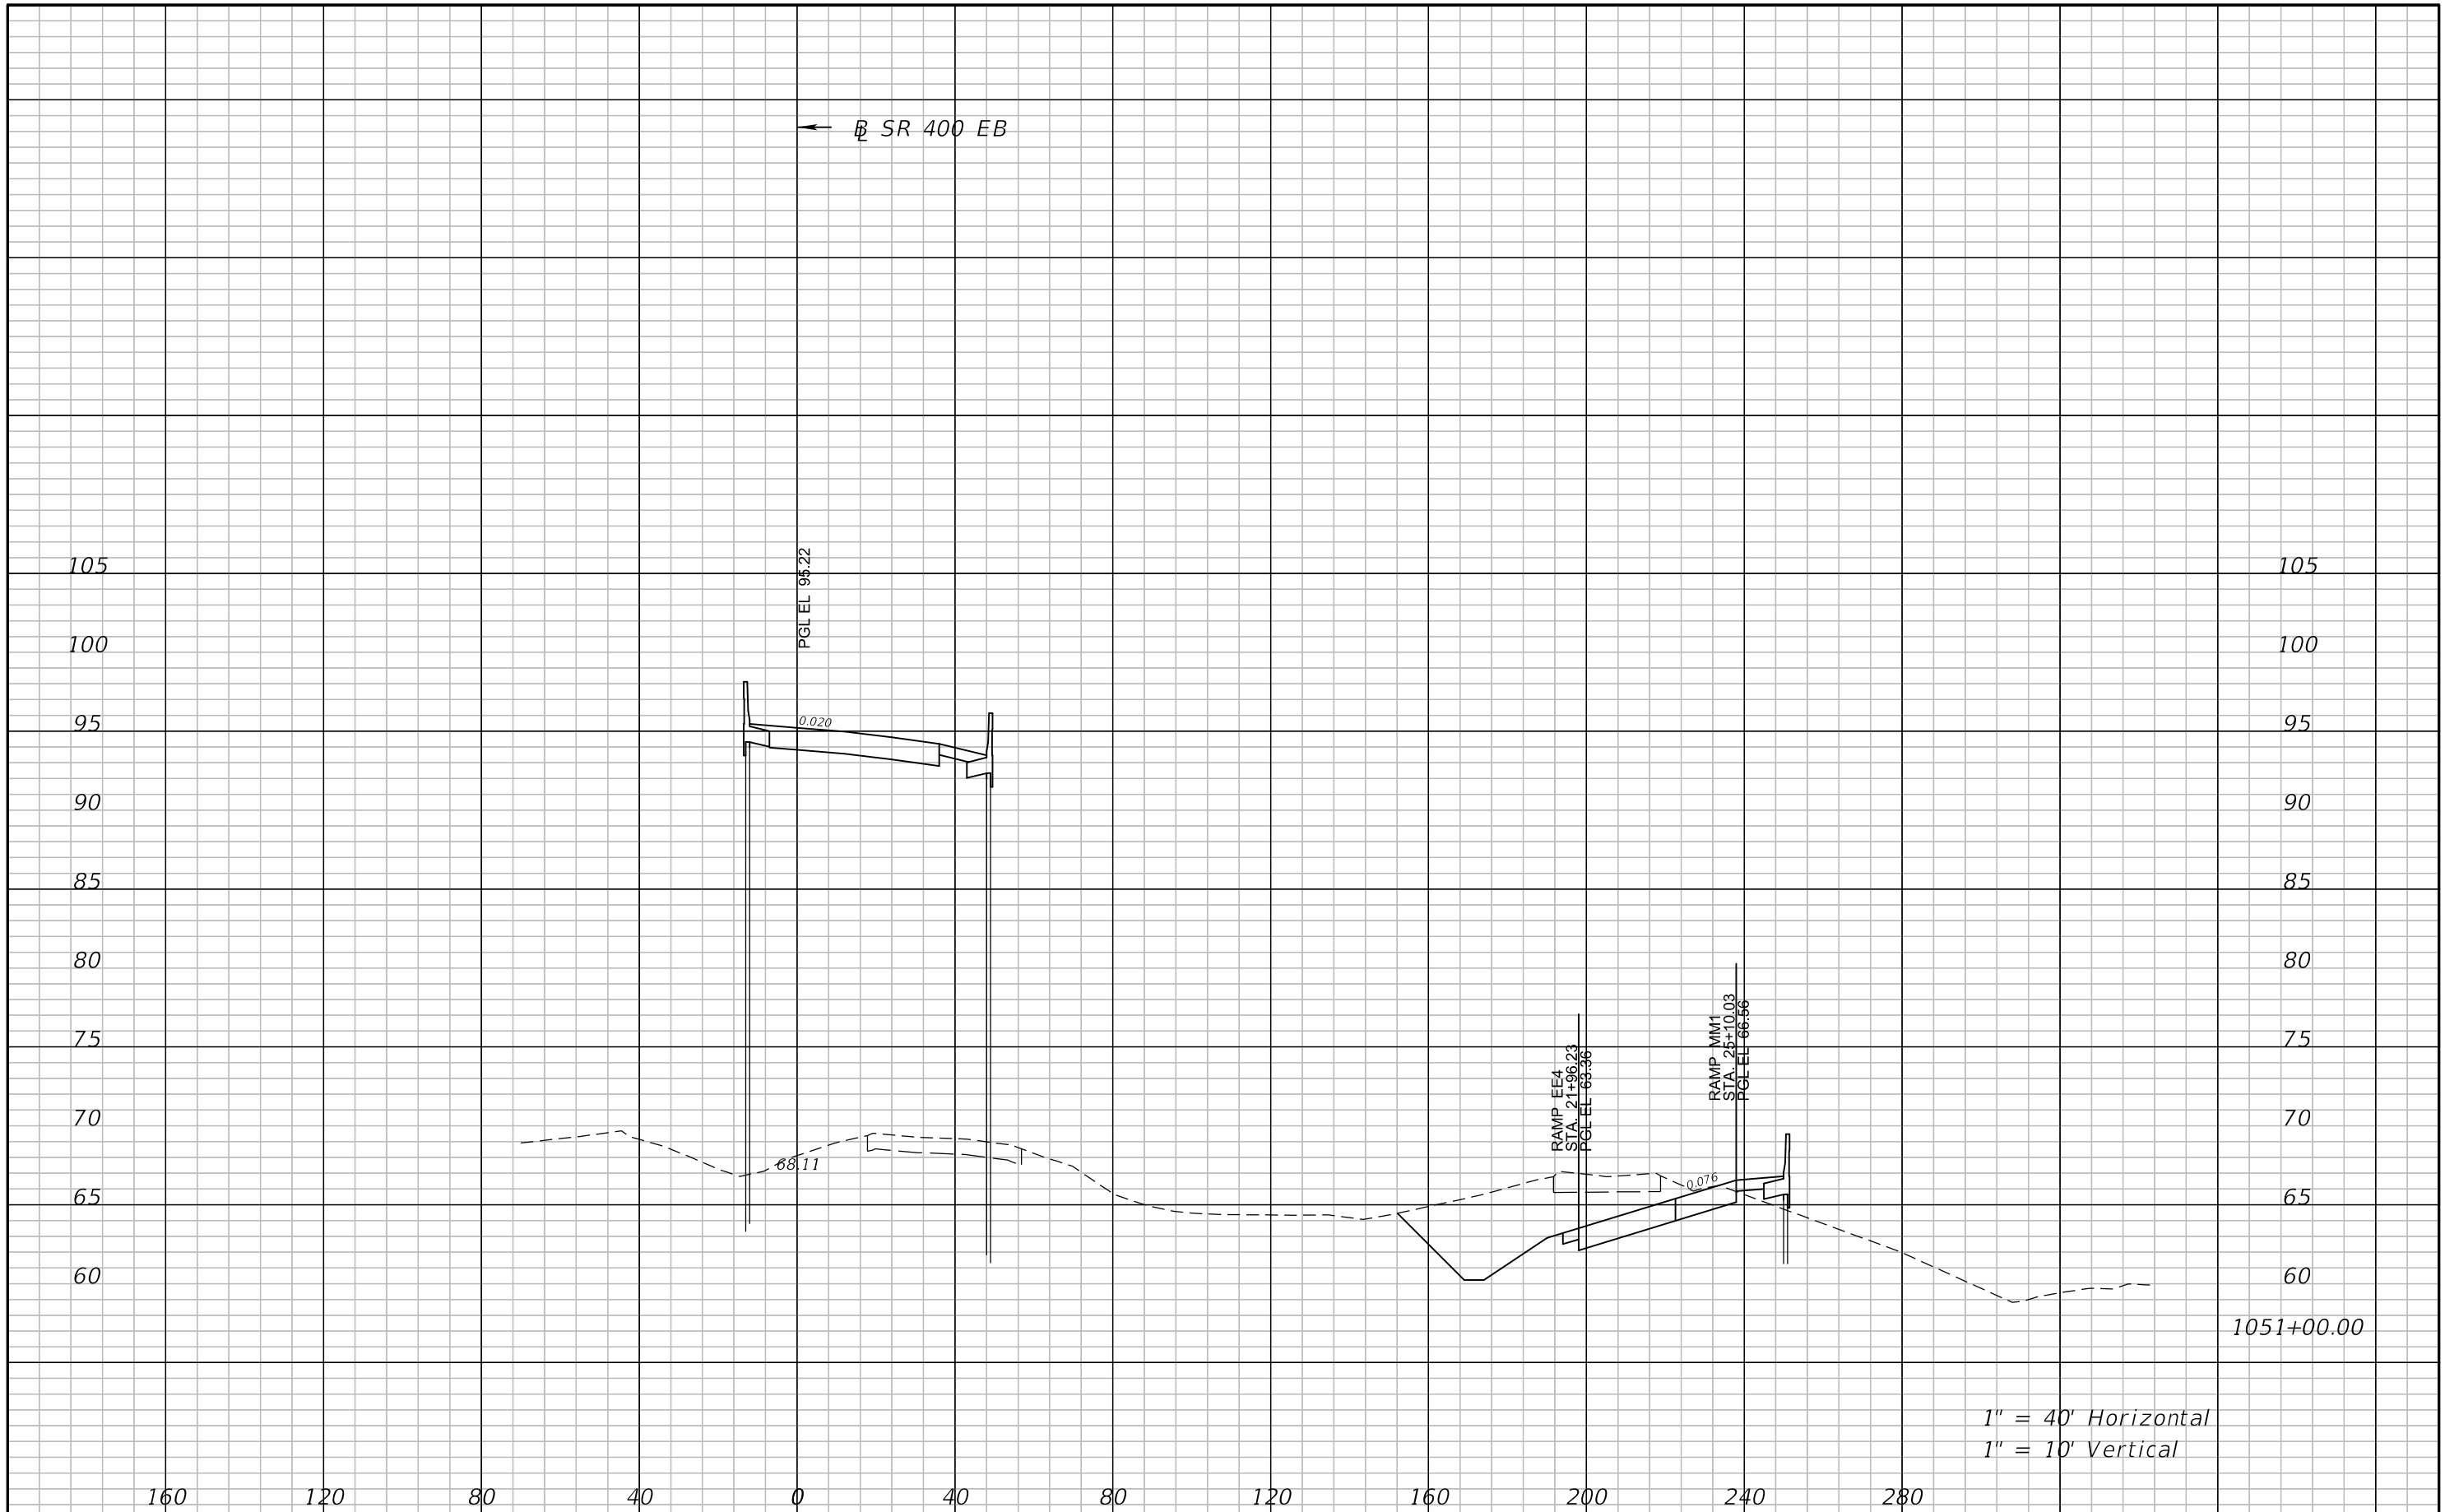 BL SR 400 EB
PGL EL 95.22
105 105
100 100
95 95
0.020
90 90
85 85
80 80
75 75
RAMP EE4
STA. 21+96.23
PGL EL 63.36
RAMP MM1
STA. 25+10.03
PGL EL 66.56
70 70
68.11
65 65
0.076
60 60
1051+00.00
1" = 40' Horizontal
1" = 10' Vertical
160 120 80 40 0 40 80 120 160 200 240 280